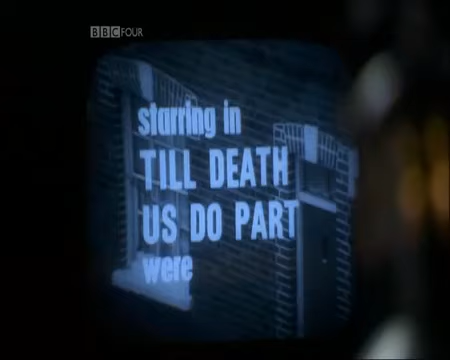 BBC FOUR
starring in
TILL DEATH
US DO PART
were